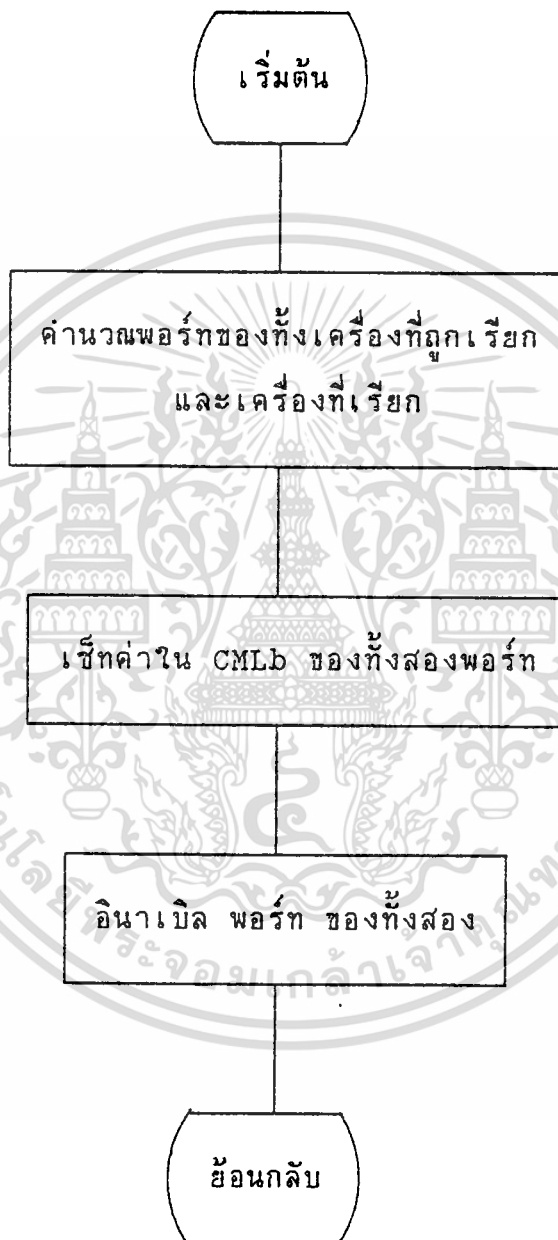 เริ่มต้น
คำนวณพอร์ทของทั้งเครื่องที่ถูกเรียก
และเครื่องที่เรียก
เซ็ทค่าใน CMLb ของทั้งสองพอร์ท
อินาเบิล พอร์ท ของทั้งสอง
ย้อนกลับ